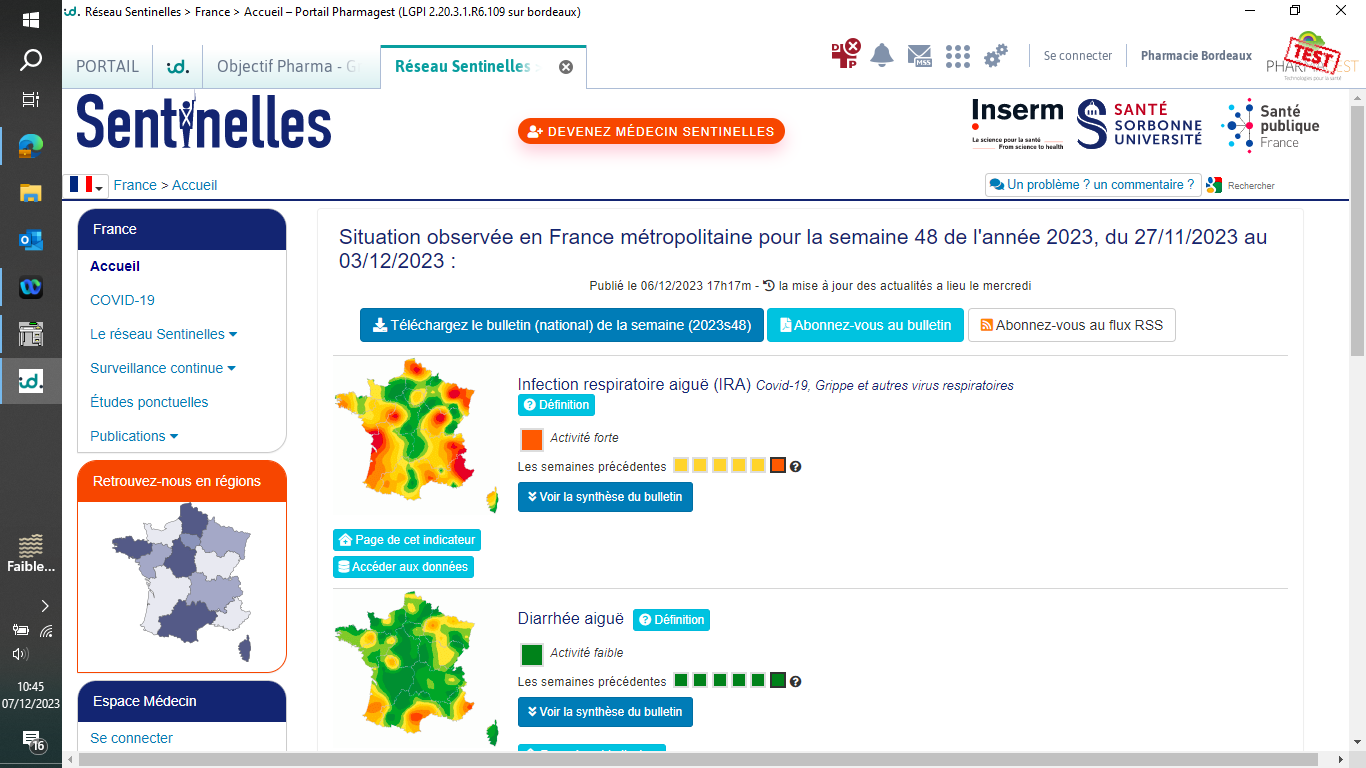 id. Réseau Sentinelles > France > Accueil – Portail Pharmagest (LGPI 2.20.3.1.R6.109 sur bordeaux)
PORTAIL
id.
Objectif Pharma - G
Réseau Sentinelles
D P
MSS
Se connecter
Pharmacie Bordeaux
TEST
Technologies pour la santé
Sentinelles
DEVENEZ MÉDECIN SENTINELLES
Inserm
La science pour la santé
From science to health
SANTÉ
SORBONNE
UNIVERSITÉ
Santé
publique
France
France > Accueil
Un problème ? un commentaire ?
Rechercher
France
Accueil
COVID-19
Le réseau Sentinelles
Surveillance continue
Études ponctuelles
Publications
Retrouvez-nous en régions
Espace Médecin
Se connecter
Situation observée en France métropolitaine pour la semaine 48 de l'année 2023, du 27/11/2023 au
03/12/2023 :
Publié le 06/12/2023 17h17m - la mise à jour des actualités a lieu le mercredi
Téléchargez le bulletin (national) de la semaine (2023s48)
Abonnez-vous au bulletin
Abonnez-vous au flux RSS
Infection respiratoire aiguë (IRA) Covid-19, Grippe et autres virus respiratoires
Définition
Activité forte
Les semaines précédentes
Voir la synthèse du bulletin
Page de cet indicateur
Accéder aux données
Diarrhée aiguë
Définition
Activité faible
Les semaines précédentes
Voir la synthèse du bulletin
Faible...
10:45
07/12/2023
16
id.